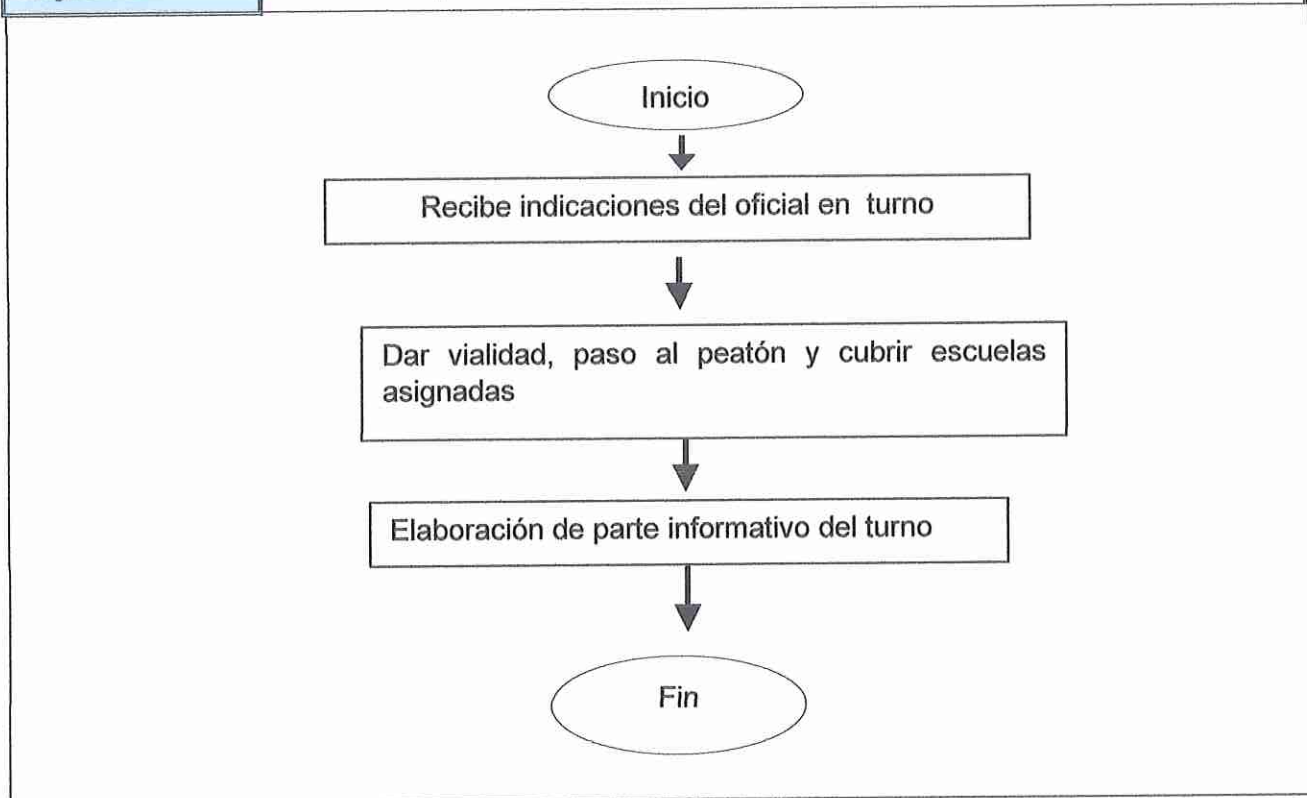 Inicio
Recibe indicaciones del oficial en turno
Dar vialidad, paso al peatón y cubrir escuelas
asignadas
Elaboración de parte informativo del turno
Fin